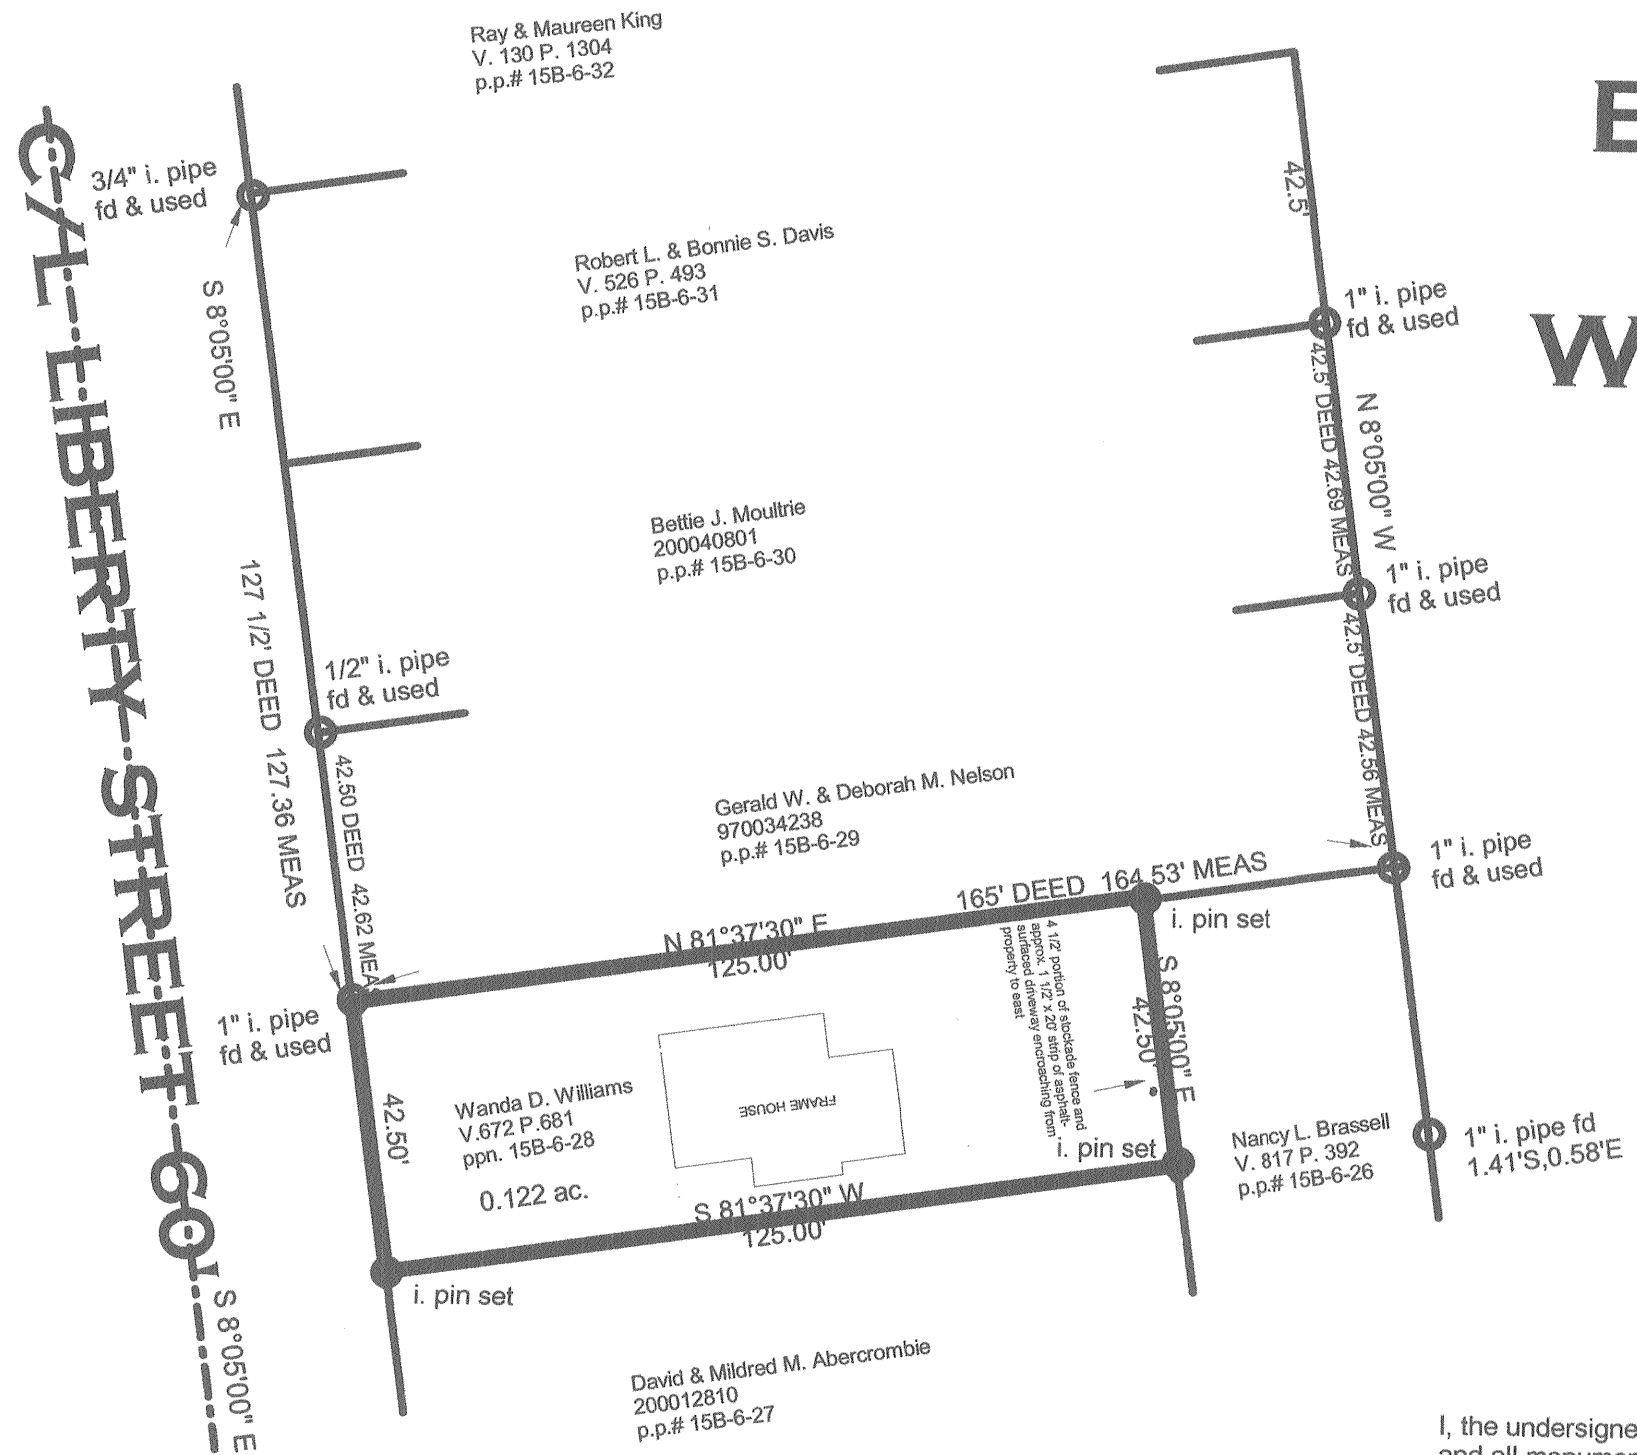 Ray & Maureen King
V. 130 P. 1304
p.p.# 15B-6-32
E
W
C/L LIBERTY STREET 60'
3/4" i. pipe
fd & used
S 8°05'00" E
Robert L. & Bonnie S. Davis
V. 526 P. 493
p.p.# 15B-6-31
42.5'
1" i. pipe
fd & used
42.5' DEED 42.69 MEAS
N 8°05'00" W
Bettie J. Moultrie
200040801
p.p.# 15B-6-30
1" i. pipe
fd & used
127 1/2' DEED 127.36 MEAS
1/2" i. pipe
fd & used
42.50 DEED 42.62 MEAS
42.5' DEED 42.56 MEAS
Gerald W. & Deborah M. Nelson
970034238
p.p.# 15B-6-29
1" i. pipe
fd & used
165' DEED 164.53' MEAS
N 81°37'30" E
125.00'
i. pin set
1" i. pipe
fd & used
4 1/2' portion of stockade fence and
approx. 1 1/2' x 20' strip of asphalt-
surfaced driveway encroaching from
property to east
S 8°05'00" E
42.50'
42.50'
Wanda D. Williams
V.672 P.681
ppn. 15B-6-28
0.122 ac.
FRAME HOUSE
i. pin set
Nancy L. Brassell
V. 817 P. 392
p.p.# 15B-6-26
1" i. pipe fd
1.41'S,0.58'E
S 81°37'30" W
125.00'
i. pin set
S 8°05'00" E
David & Mildred M. Abercrombie
200012810
p.p.# 15B-6-27
I, the undersigne